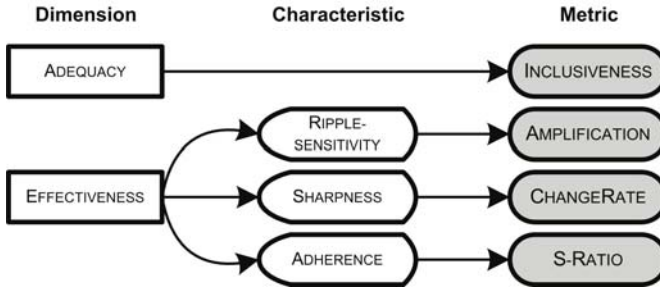 Dimension Characteristic Metric
ADEQUACY INCLUSIVENESS
RIPPLE-
SENSITIVITY AMPLIFICATION
EFFECTIVENESS SHARPNESS CHANGERATE
ADHERENCE S-RATIO